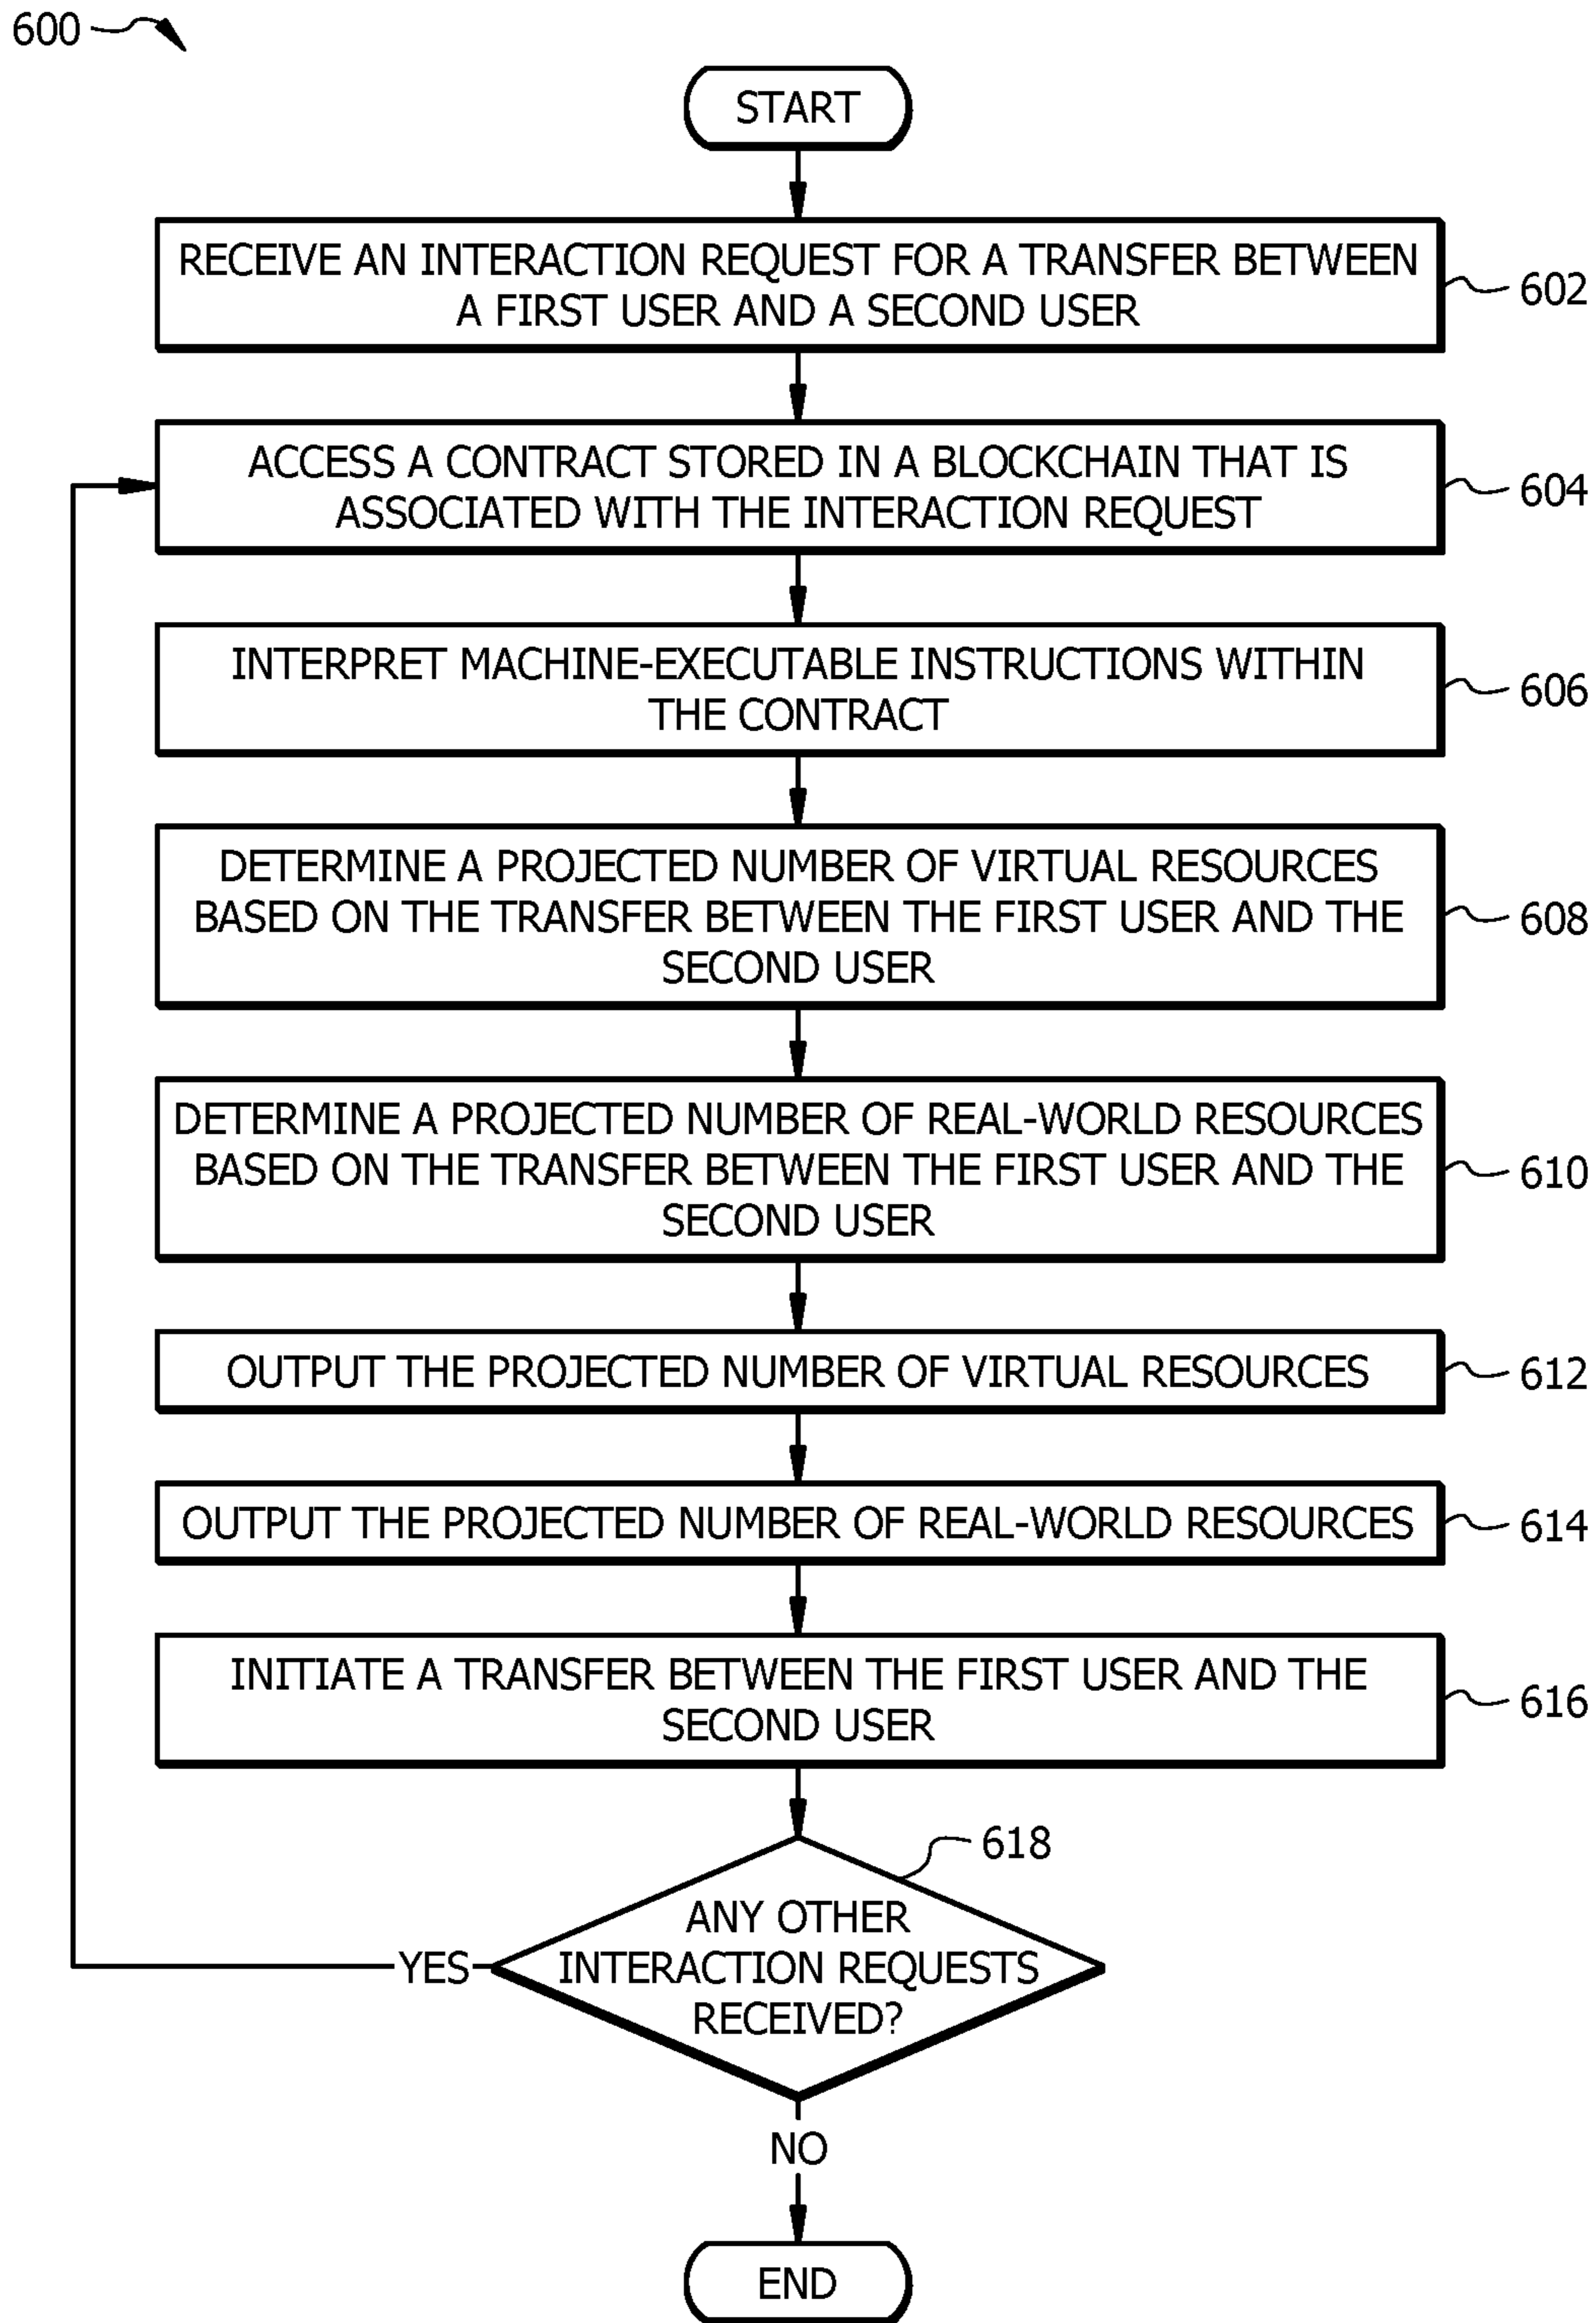 600
START
RECEIVE AN INTERACTION REQUEST FOR A TRANSFER BETWEEN
A FIRST USER AND A SECOND USER
602
ACCESS A CONTRACT STORED IN A BLOCKCHAIN THAT IS
ASSOCIATED WITH THE INTERACTION REQUEST
604
INTERPRET MACHINE-EXECUTABLE INSTRUCTIONS WITHIN
THE CONTRACT
606
DETERMINE A PROJECTED NUMBER OF VIRTUAL RESOURCES
BASED ON THE TRANSFER BETWEEN THE FIRST USER AND THE
SECOND USER
608
DETERMINE A PROJECTED NUMBER OF REAL-WORLD RESOURCES
BASED ON THE TRANSFER BETWEEN THE FIRST USER AND THE
SECOND USER
610
OUTPUT THE PROJECTED NUMBER OF VIRTUAL RESOURCES
612
OUTPUT THE PROJECTED NUMBER OF REAL-WORLD RESOURCES
614
INITIATE A TRANSFER BETWEEN THE FIRST USER AND THE
SECOND USER
616
618
ANY OTHER
INTERACTION REQUESTS
RECEIVED?
YES
NO
END